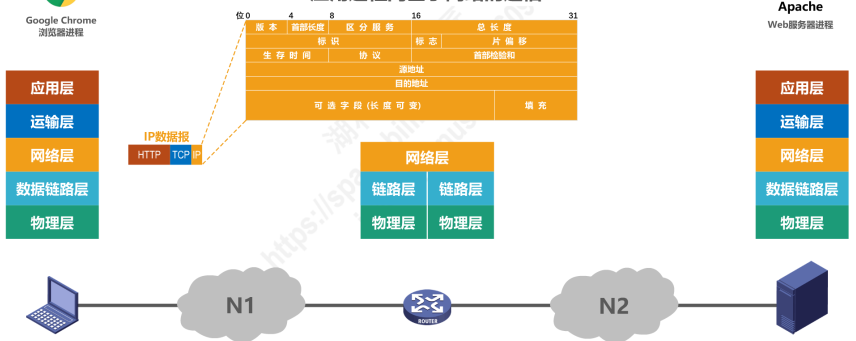 Google Chrome
浏览器进程
Apache
Web服务器进程
位 0 4 8 16 31
版 本 首部长度 区 分 服 务 总 长 度
标 识 标 志 片 偏 移
生 存 时 间 协 议 首部检验和
源地址
目的地址
可 选 字 段 (长 度 可 变) 填 充
IP数据报
HTTP TCP IP
应用层
运输层
网络层
数据链路层
物理层
网络层
链路层 链路层
物理层 物理层
应用层
运输层
网络层
数据链路层
物理层
N1
ROUTER
N2